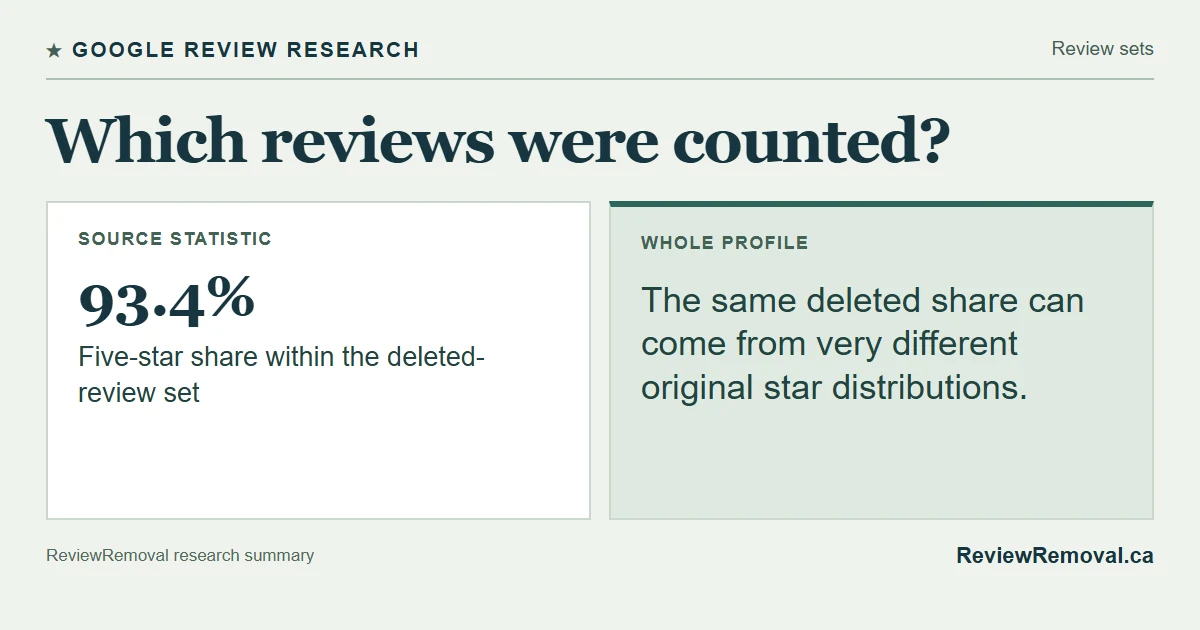 ★ GOOGLE REVIEW RESEARCH
Review sets
Which reviews were counted?
SOURCE STATISTIC
93.4%
Five-star share within the deleted-
review set
WHOLE PROFILE
The same deleted share can
come from very different
original star distributions.
ReviewRemoval research summary
ReviewRemoval.ca